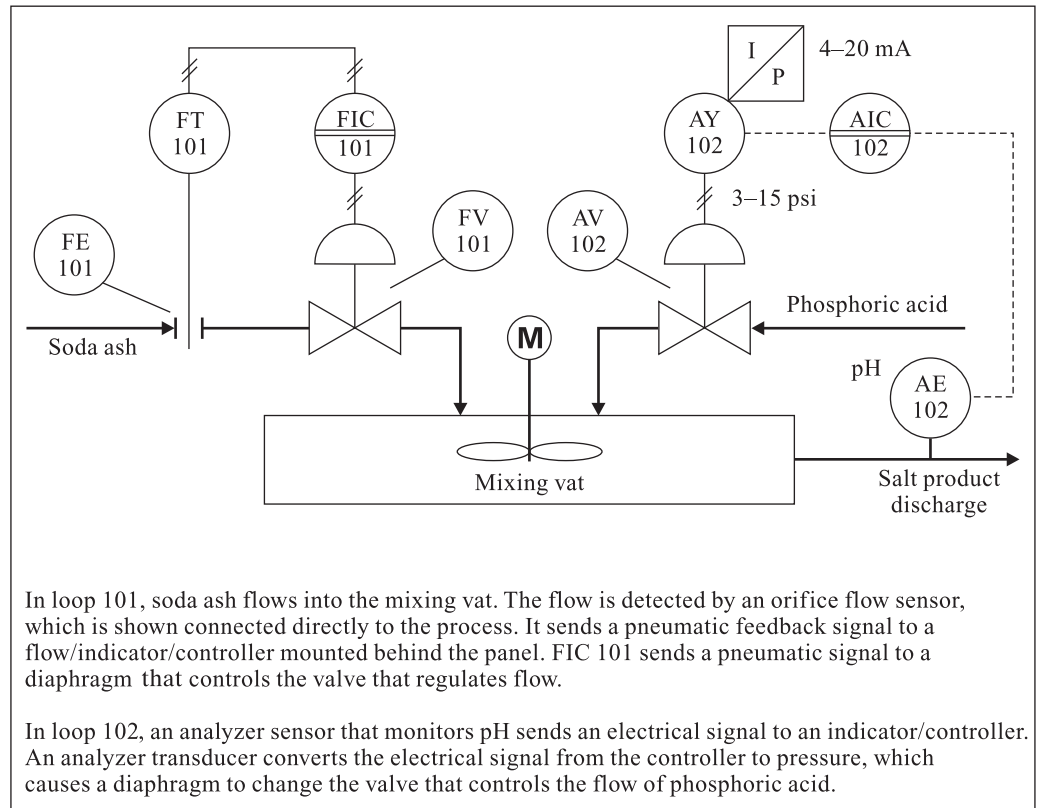 I
P
4–20 mA
FT
101
FIC
101
AY
102
AIC
102
3–15 psi
FE
101
FV
101
AV
102
Soda ash
Phosphoric acid
M
pH
AE
102
Mixing vat
Salt product
discharge
In loop 101, soda ash flows into the mixing vat. The flow is detected by an orifice flow sensor,
which is shown connected directly to the process. It sends a pneumatic feedback signal to a
flow/indicator/controller mounted behind the panel. FIC 101 sends a pneumatic signal to a
diaphragm that controls the valve that regulates flow.
In loop 102, an analyzer sensor that monitors pH sends an electrical signal to an indicator/controller.
An analyzer transducer converts the electrical signal from the controller to pressure, which
causes a diaphragm to change the valve that controls the flow of phosphoric acid.